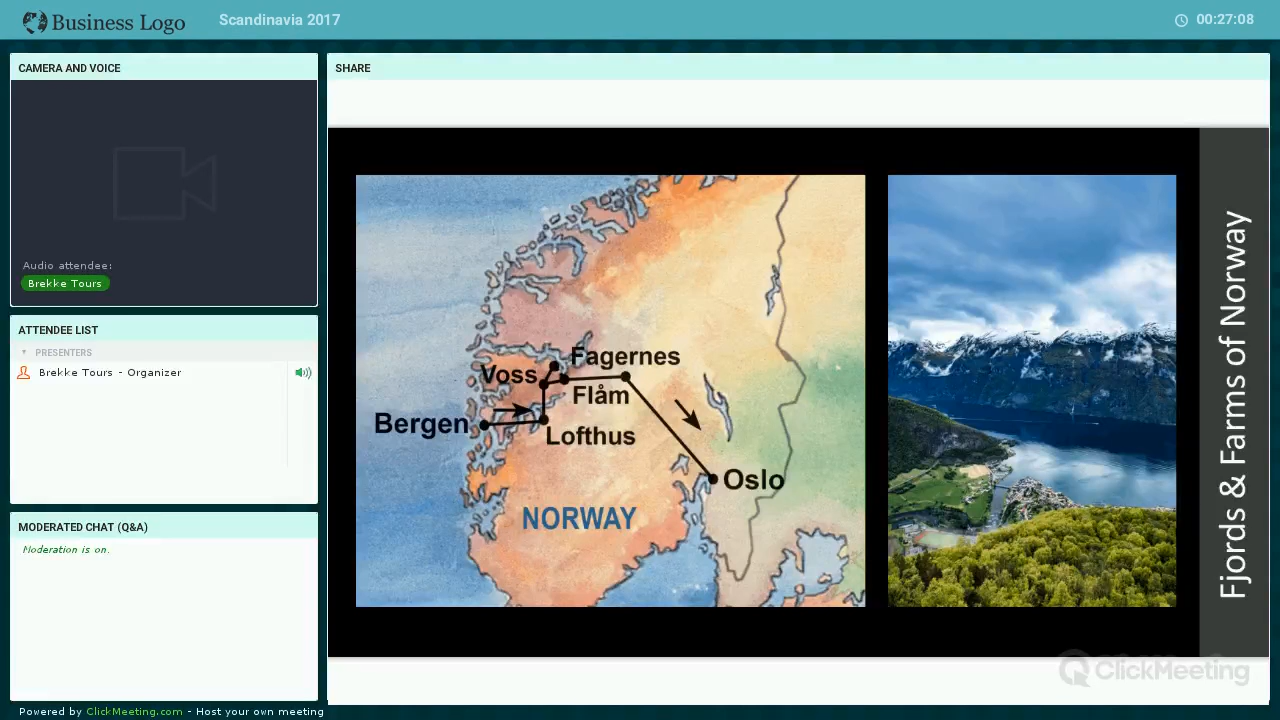 Business Logo
Scandinavia 2017
00:27:08
CAMERA AND VOICE
Audio attendee:
Brekke Tours
ATTENDEE LIST
PRESENTERS
Brekke Tours - Organizer
MODERATED CHAT (Q&A)
Moderation is on.
SHARE
Fagernes
Voss
Flåm
Bergen
Lofthus
Oslo
NORWAY
Fjords & Farms of Norway
ClickMeeting
Powered by ClickMeeting.com - Host your own meeting